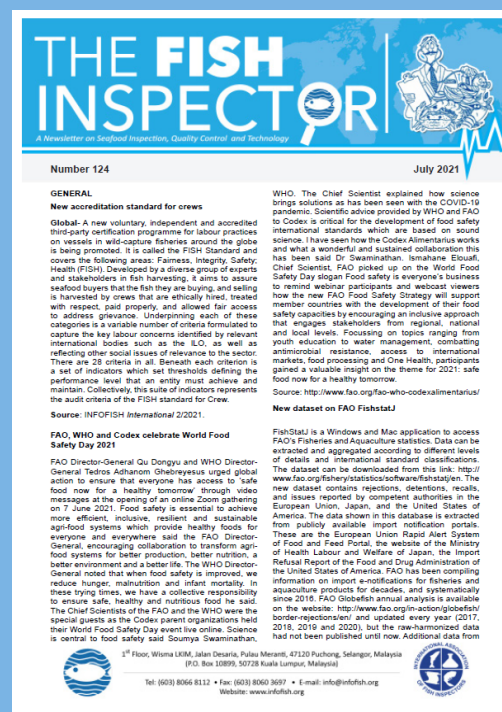 THE FISH
INSPECTOR
A Newsletter on Seafood Inspection, Quality Control and Technology
Number 124
July 2021
GENERAL
New accreditation standard for crews
Global- A new voluntary, independent and accredited
third-party certification programme for labour practices
on vessels in wild-capture fisheries around the globe
is being promoted. It is called the FISH Standard and
covers the following areas: Fairness, Integrity, Safety;
Health (FISH). Developed by a diverse group of experts
and stakeholders in fish harvesting, it aims to assure
seafood buyers that the fish they are buying, and selling
is harvested by crews that are ethically hired, treated
with respect, paid properly, and allowed fair access
to address grievance. Underpinning each of these
categories is a variable number of criteria formulated to
capture the key labour concerns identified by relevant
international bodies such as the ILO, as well as
reflecting other social issues of relevance to the sector.
There are 28 criteria in all. Beneath each criterion is
a set of indicators which set thresholds defining the
performance level that an entity must achieve and
maintain. Collectively, this suite of indicators represents
the audit criteria of the FISH standard for Crew.
Source: INFOFISH International 2/2021.
FAO, WHO and Codex celebrate World Food
Safety Day 2021
FAO Director-General Qu Dongyu and WHO Director-
General Tedros Adhanom Ghebreyesus urged global
action to ensure that everyone has access to 'safe
food now for a healthy tomorrow' through video
messages at the opening of an online Zoom gathering
on 7 June 2021. Food safety is essential to achieve
more efficient, inclusive, resilient and sustainable
agri-food systems which provide healthy foods for
everyone and everywhere said the FAO Director-
General, encouraging collaboration to transform agri-
food systems for better production, better nutrition, a
better environment and a better life. The WHO Director-
General noted that when food safety is improved, we
reduce hunger, malnutrition and infant mortality. In
these trying times, we have a collective responsibility
to ensure safe, healthy and nutritious food he said.
The Chief Scientists of the FAO and the WHO were the
special guests as the Codex parent organizations held
their World Food Safety Day event live online. Science
is central to food safety said Soumya Swaminathan,
WHO. The Chief Scientist explained how science
brings solutions as has been seen with the COVID-19
pandemic. Scientific advice provided by WHO and FAO
to Codex is critical for the development of food safety
international standards which are based on sound
science. I have seen how the Codex Alimentarius works
and what a wonderful and sustained collaboration this
has been said Dr Swaminathan. Ismahane Elouafi,
Chief Scientist, FAO picked up on the World Food
Safety Day slogan Food safety is everyone's business
to remind webinar participants and webcast viewers
how the new FAO Food Safety Strategy will support
member countries with the development of their food
safety capacities by encouraging an inclusive approach
that engages stakeholders from regional, national
and local levels. Focussing on topics ranging from
youth education to water management, combatting
antimicrobial resistance, access to international
markets, food processing and One Health, participants
gained a valuable insight on the theme for 2021: safe
food now for a healthy tomorrow.
Source: http://www.fao.org/fao-who-codexalimentarius/
New dataset on FAO FishstatJ
FishStatJ is a Windows and Mac application to access
FAO's Fisheries and Aquaculture statistics. Data can be
extracted and aggregated according to different levels
of details and international standard classifications.
The dataset can be downloaded from this link: http://
www.fao.org/fishery/statistics/software/fishstatj/en. The
new dataset contains rejections, detentions, recalls,
and issues reported by competent authorities in the
European Union, Japan, and the United States of
America. The data shown in this database is extracted
from publicly available import notification portals.
These are the European Union Rapid Alert System
of Food and Feed Portal, the website of the Ministry
of Health Labour and Welfare of Japan, the Import
Refusal Report of the Food and Drug Administration of
the United States of America. FAO has been compiling
information on import e-notifications for fisheries and
aquaculture products for decades, and systematically
since 2016. FAO Globefish annual analysis is available
on the website: http://www.fao.org/in-action/globefish/
border-rejections/en/ and updated every year (2017,
2018, 2019 and 2020), but the raw-harmonized data
had not been published until now. Additional data from
1st Floor, Wisma LKIM, Jalan Desaria, Pulau Meranti, 47120 Puchong, Selangor, Malaysia
(P.O. Box 10899, 50728 Kuala Lumpur, Malaysia)
Tel: (603) 8066 8112 • Fax: (603) 8060 3697 • E-mail: info@infofish.org
Website: www.infofish.org
INTERNATIONAL ASSOCIATION
OF FISH INSPECTORS